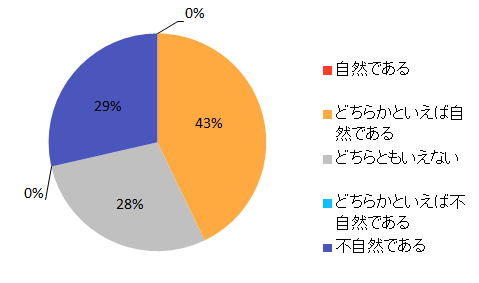 0%
43%
28%
0%
29%
自然である
どちらかといえば自
然である
どちらともいえない
どちらかといえば不
自然である
不自然である